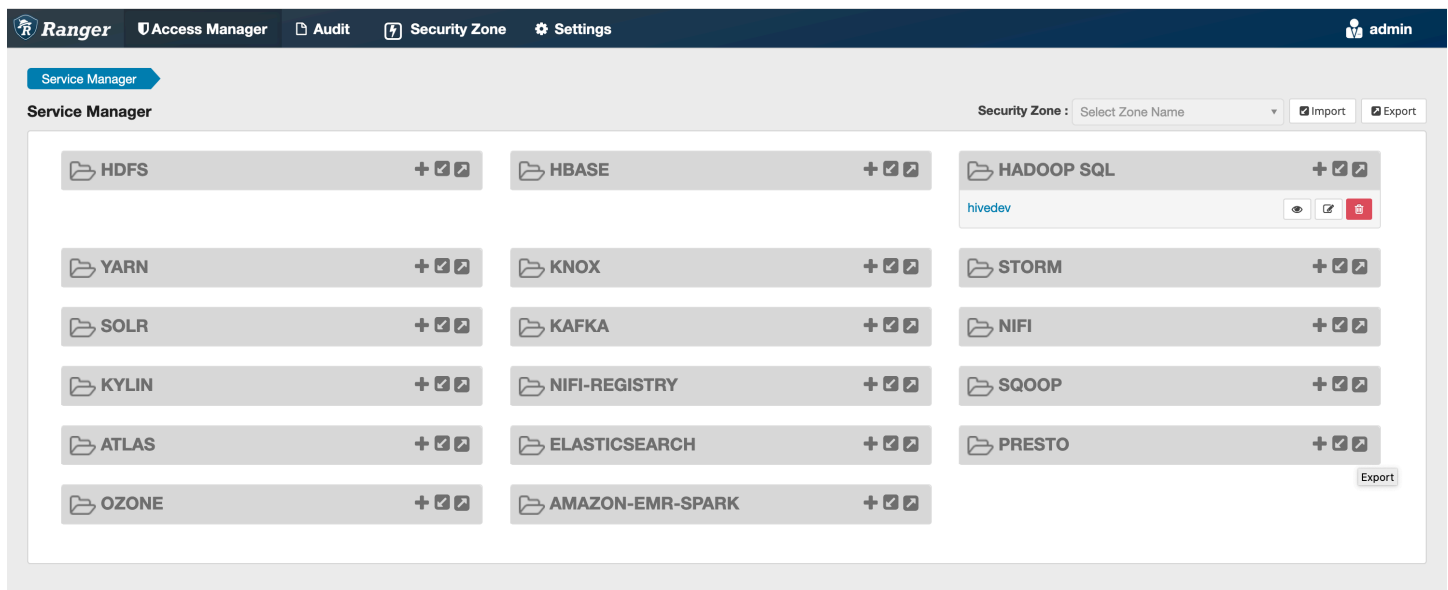 Ranger Access Manager Audit Security Zone Settings admin
Service Manager
Service Manager Security Zone : Select Zone Name Import Export
HDFS HBASE HADOOP SQL
hivedev
YARN KNOX STORM
SOLR KAFKA NIFI
KYLIN NIFI-REGISTRY SQOOP
ATLAS ELASTICSEARCH PRESTO
Export
OZONE AMAZON-EMR-SPARK